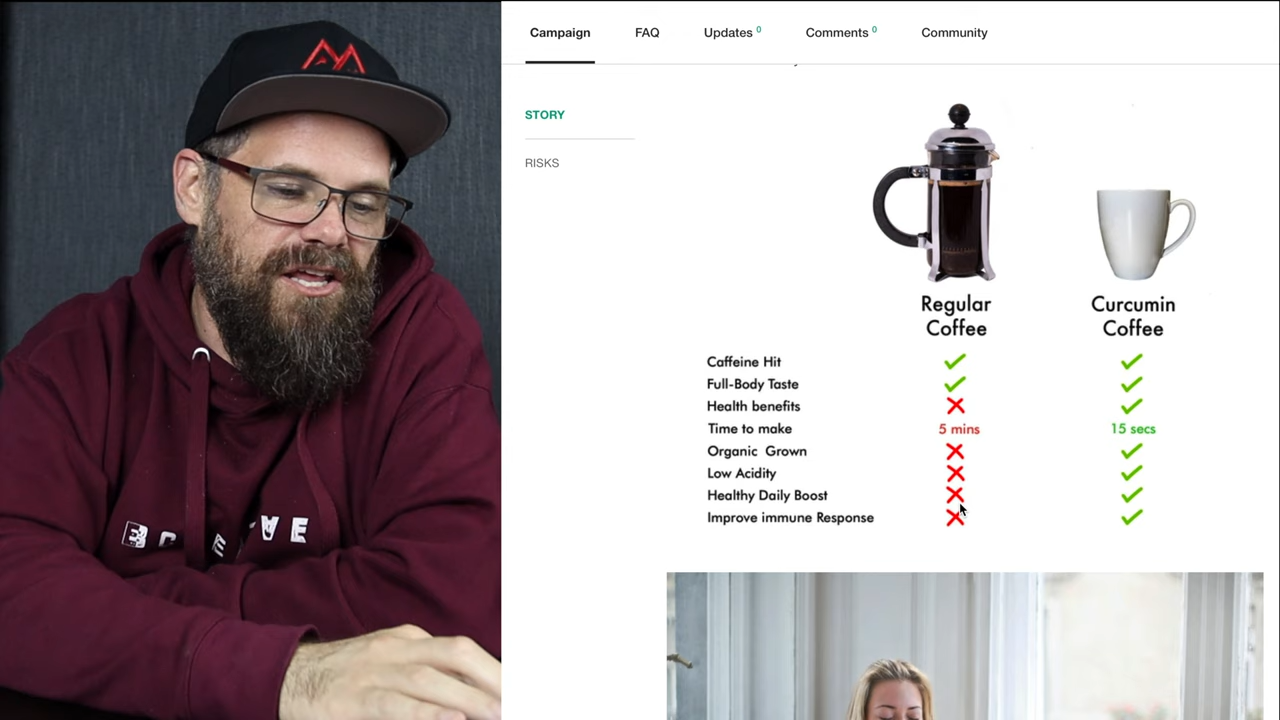 Campaign FAQ Updates 0 Comments 0 Community
STORY
RISKS
Regular Coffee
Curcumin Coffee
Caffeine Hit
Full-Body Taste
Health benefits
Time to make 5 mins 15 secs
Organic Grown
Low Acidity
Healthy Daily Boost
Improve immune Response